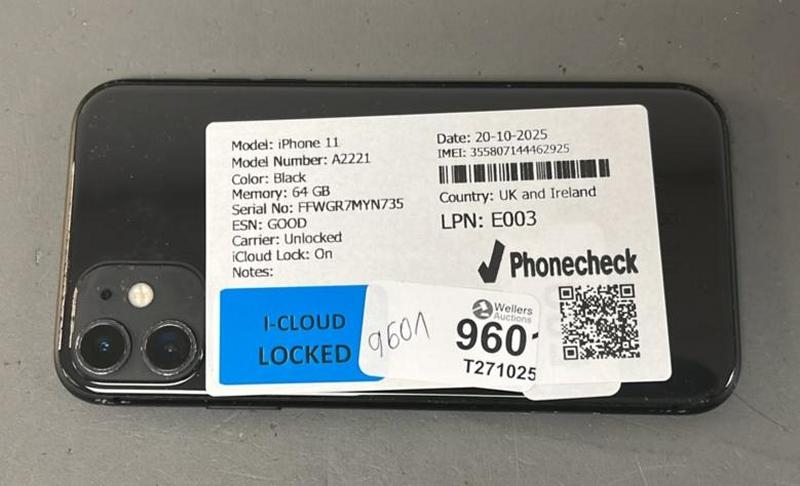 Model: iPhone 11
Model Number: A2221
Color: Black
Memory: 64 GB
Serial No: FFWGR7MYN735
ESN: GOOD
Carrier: Unlocked
iCloud Lock: On
Notes:
Date: 20-10-2025
IMEI: 355807144462925
Country: UK and Ireland
LPN: E003
Phonecheck
I-CLOUD
LOCKED
9601
Wellers
Auctions
9601
T271025